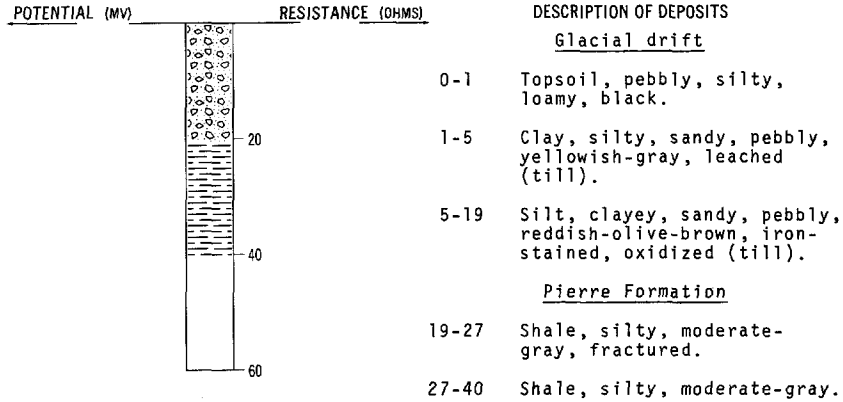 POTENTIAL (MV)
RESISTANCE (OHMS)
DESCRIPTION OF DEPOSITS
Glacial drift
0-1 Topsoil, pebbly, silty,
loamy, black.
20
1-5 Clay, silty, sandy, pebbly,
yellowish-gray, leached
(till).
5-19 Silt, clayey, sandy, pebbly,
reddish-olive-brown, iron-
stained, oxidized (till).
40
Pierre Formation
19-27 Shale, silty, moderate-
gray, fractured.
60
27-40 Shale, silty, moderate-gray.